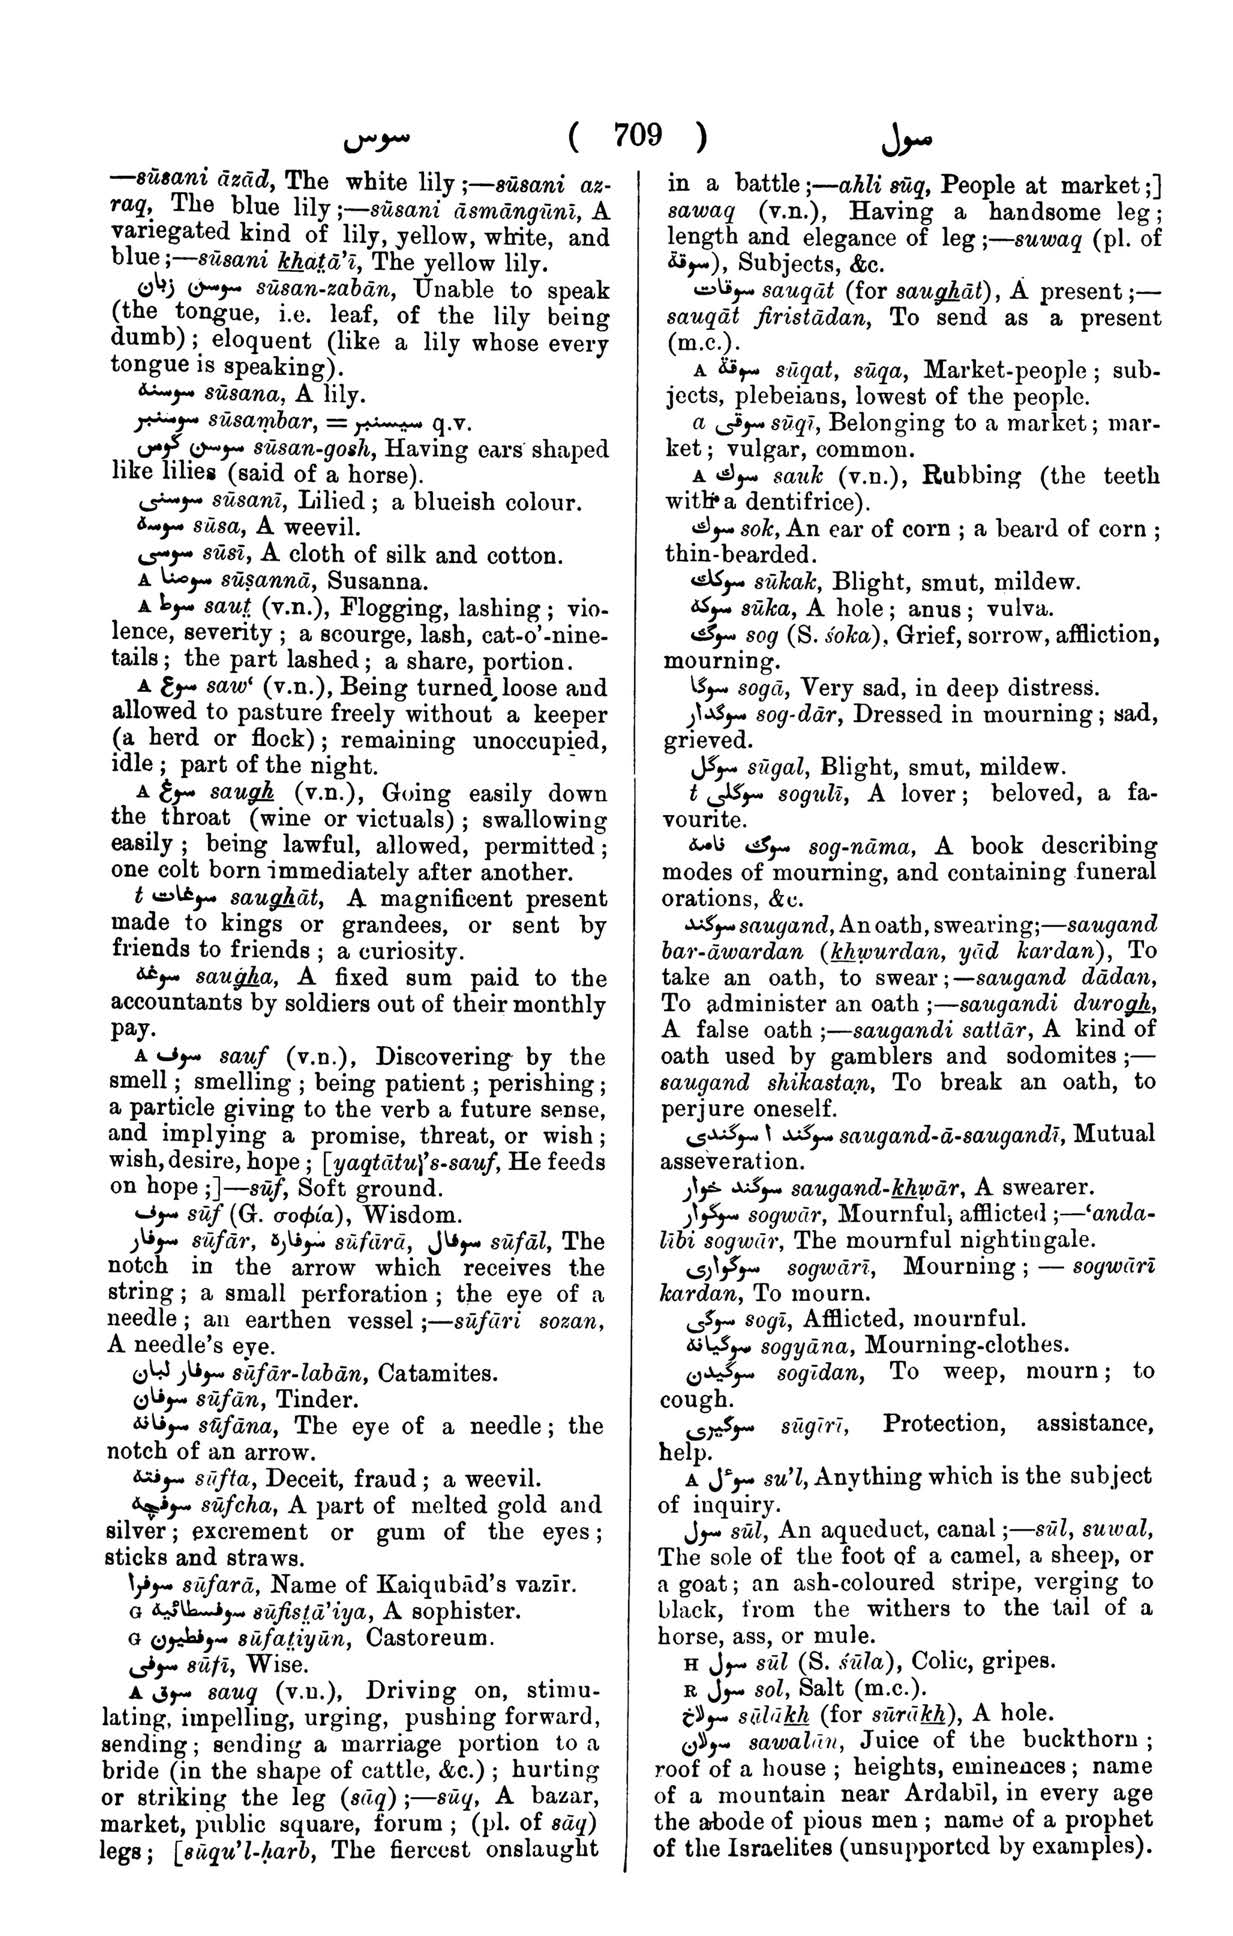 سوس ( 709 ) سول
—sūsani āzād, The white lily ;—sūsani az-
raq, The blue lily ;—sūsani āsmāngūnī, A
variegated kind of lily, yellow, white, and
blue ;—sūsani khaṯā'ī, The yellow lily.
سوسن زبان sūsan-zabān, Unable to speak
(the tongue, i.e. leaf, of the lily being
dumb) ; eloquent (like a lily whose every
tongue is speaking).
سوسنه sūsana, A lily.
سوسنبر sūsaṃbar, = سیسنبر q.v.
سوسن گوش sūsan-gosh, Having ears shaped
like lilies (said of a horse).
سوسنی sūsanī, Lilied ; a blueish colour.
سوسه sūsa, A weevil.
سوسی sūsī, A cloth of silk and cotton.
A سوصنا sūṣannā, Susanna.
A سوط sauṯ (v.n.), Flogging, lashing ; vio-
lence, severity ; a scourge, lash, cat-o'-nine-
tails ; the part lashed ; a share, portion.
A سوع saw‘ (v.n.), Being turned loose and
allowed to pasture freely without a keeper
(a herd or flock) ; remaining unoccupied,
idle ; part of the night.
A سوغ saugh (v.n.), Going easily down
the throat (wine or victuals) ; swallowing
easily ; being lawful, allowed, permitted ;
one colt born immediately after another.
t سوغات saughāt, A magnificent present
made to kings or grandees, or sent by
friends to friends ; a curiosity.
سوغه saugha, A fixed sum paid to the
accountants by soldiers out of their monthly
pay.
A سوف sauf (v.n.), Discovering by the
smell ; smelling ; being patient ; perishing ;
a particle giving to the verb a future sense,
and implying a promise, threat, or wish ;
wish, desire, hope ; [yaqtātu's-sauf, He feeds
on hope ;]—sūf, Soft ground.
سوف sūf (G. σοφία), Wisdom.
سوفار sūfār, سوفاره sūfāra, سوفال sūfāl, The
notch in the arrow which receives the
string ; a small perforation ; the eye of a
needle ; an earthen vessel ;—sūfāri sozan,
A needle's eye.
سوفار لبان sūfār-labān, Catamites.
سوفان sūfān, Tinder.
سوفانه sūfāna, The eye of a needle ; the
notch of an arrow.
سوفته sūfta, Deceit, fraud ; a weevil.
سوفچه sūfcha, A part of melted gold and
silver ; excrement or gum of the eyes ;
sticks and straws.
سوفرا sūfarā, Name of Kaiqubād's vazīr.
G سوفسطائیه sūfisṯā'iya, A sophister.
G سوفطیون sūfaṯiyūn, Castoreum.
سوفی sūfī, Wise.
A سوق sauq (v.n.), Driving on, stimu-
lating, impelling, urging, pushing forward,
sending ; sending a marriage portion to a
bride (in the shape of cattle, &c.) ; hurting
or striking the leg (sāq) ;—sūq, A bazar,
market, public square, forum ; (pl. of sāq)
legs ; [sūqu'l-ḥarb, The fiercest onslaught
in a battle ;—ahli sūq, People at market ;]
sawaq (v.n.), Having a handsome leg ;
length and elegance of leg ;—suwaq (pl. of
سوقة), Subjects, &c.
سوقات sauqāt (for saughāt), A present ;—
sauqāt firistādan, To send as a present
(m.c.).
A سوقة sūqat, sūqa, Market-people ; sub-
jects, plebeians, lowest of the people.
a سوقی sūqī, Belonging to a market ; mar-
ket ; vulgar, common.
A سوك sauk (v.n.), Rubbing (the teeth
with a dentifrice).
سوك sok, An ear of corn ; a beard of corn ;
thin-bearded.
سوکك sūkak, Blight, smut, mildew.
سوکه sūka, A hole ; anus ; vulva.
سوگ sog (S. śoka), Grief, sorrow, affliction,
mourning.
سوگا sogā, Very sad, in deep distress.
سوگدار sog-dār, Dressed in mourning ; sad,
grieved.
سوگل sūgal, Blight, smut, mildew.
t سوگلی sogulī, A lover ; beloved, a fa-
vourite.
سوگ نامه sog-nāma, A book describing
modes of mourning, and containing funeral
orations, &c.
سوگند saugand, An oath, swearing;—saugand
bar-āwardan (khwurdan, yād kardan), To
take an oath, to swear ;—saugand dādan,
To administer an oath ;—saugandi durogh,
A false oath ;—saugandi sattār, A kind of
oath used by gamblers and sodomites ;—
saugand shikastan, To break an oath, to
perjure oneself.
سوگند ا سوگندی saugand-ā-saugandī, Mutual
asseveration.
سوگند خوار saugand-khwār, A swearer.
سوگوار sogwār, Mournful, afflicted ;—‘anda-
lībi sogwār, The mournful nightingale.
سوگواری sogwārī, Mourning ; — sogwārī
kardan, To mourn.
سوگی sogī, Afflicted, mournful.
سوگیانه sogyāna, Mourning-clothes.
سوگیدن sogīdan, To weep, mourn ; to
cough.
سوگیری sūgīrī, Protection, assistance,
help.
A سوٴل su'l, Anything which is the subject
of inquiry.
سول sūl, An aqueduct, canal ;—sūl, suwal,
The sole of the foot of a camel, a sheep, or
a goat ; an ash-coloured stripe, verging to
black, from the withers to the tail of a
horse, ass, or mule.
H سول sūl (S. śūla), Colic, gripes.
R سول sol, Salt (m.c.).
سولاخ sūlākh (for sūrākh), A hole.
سولان sawalān, Juice of the buckthorn ;
roof of a house ; heights, eminences ; name
of a mountain near Ardabīl, in every age
the abode of pious men ; name of a prophet
of the Israelites (unsupported by examples).